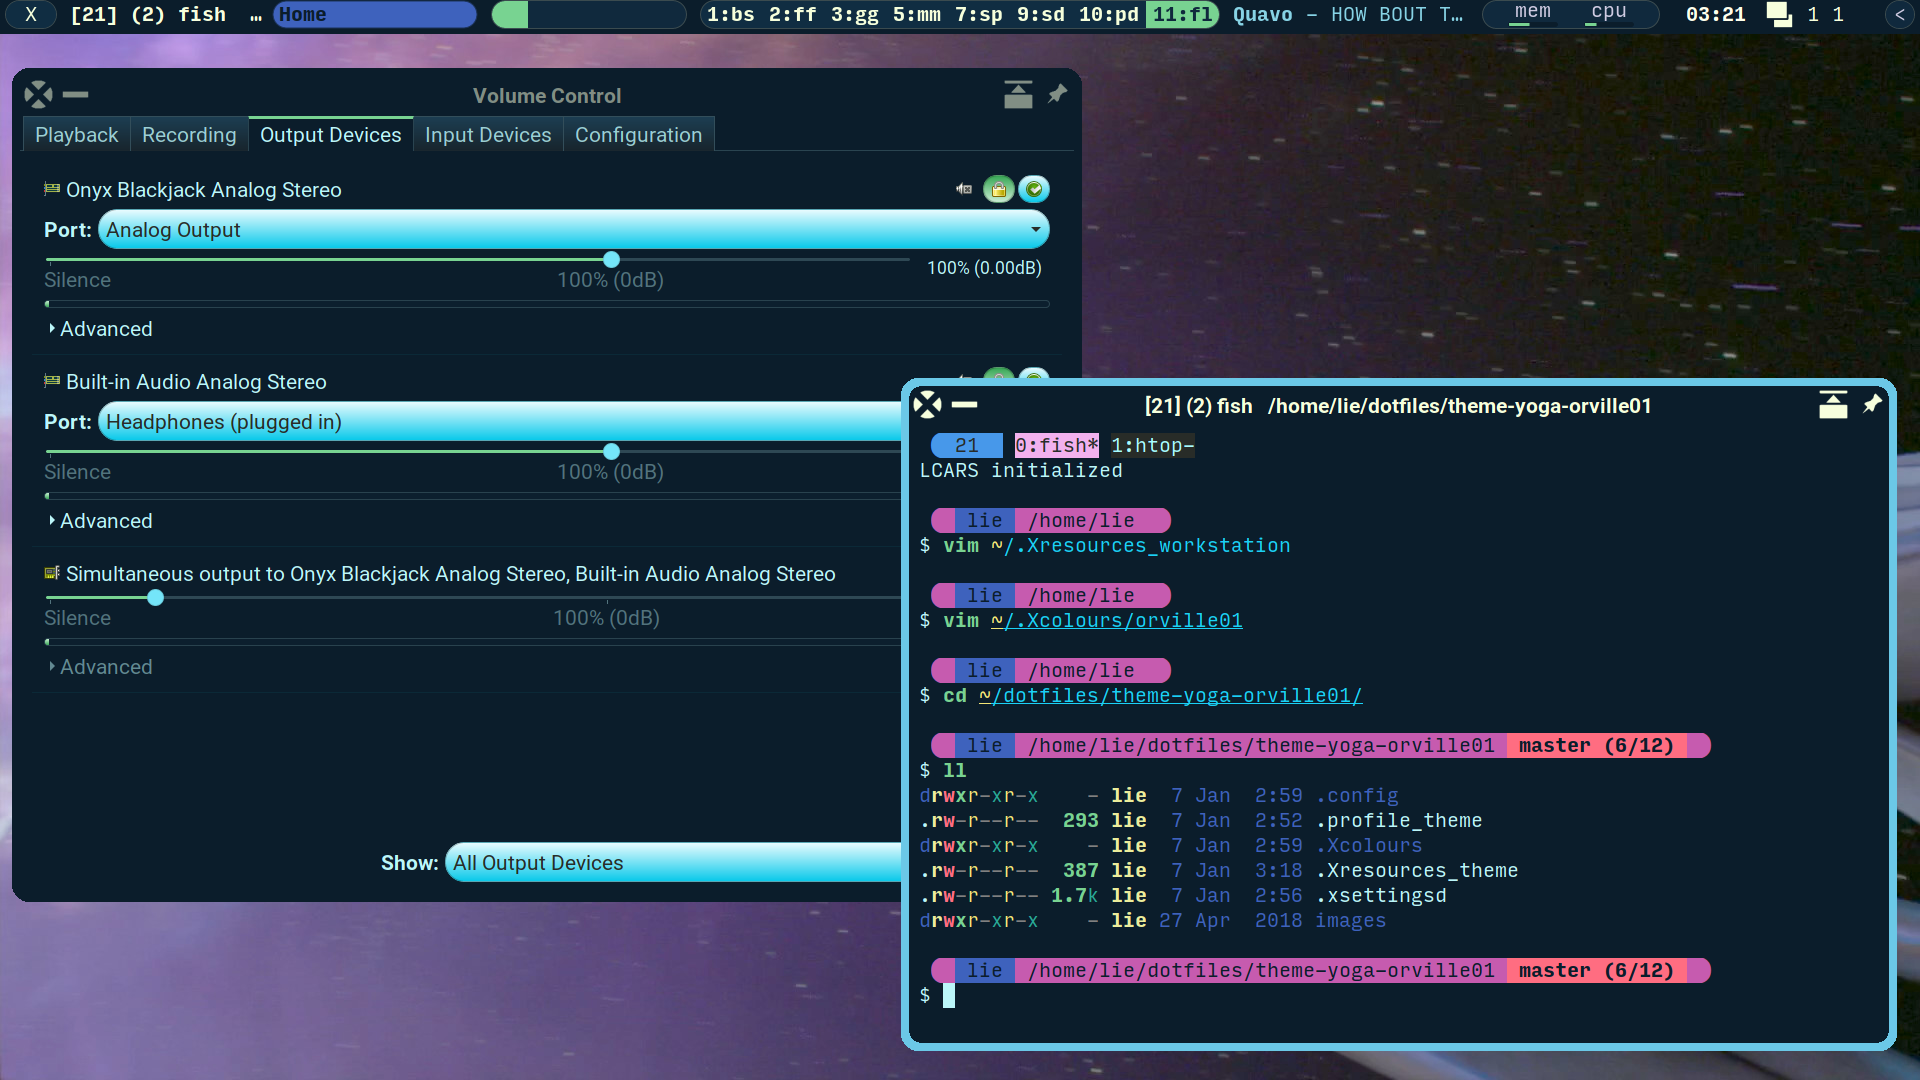 X [21] (2) fish … Home 1:bs 2:ff 3:gg 5:mm 7:sp 9:sd 10:pd 11:fl Quavo – HOW BOUT T… mem cpu 03:21 1 1 <
Volume Control
Playback Recording Output Devices Input Devices Configuration
Onyx Blackjack Analog Stereo
Port: Analog Output
100% (0.00dB)
Silence 100% (0dB)
Advanced
Built-in Audio Analog Stereo
Port: Headphones (plugged in)
Silence 100% (0dB)
Advanced
Simultaneous output to Onyx Blackjack Analog Stereo, Built-in Audio Analog Stereo
Silence 100% (0dB)
Advanced
Show: All Output Devices
[21] (2) fish /home/lie/dotfiles/theme-yoga-orville01
21 0:fish* 1:htop-
LCARS initialized
lie /home/lie
$ vim ~/.Xresources_workstation
lie /home/lie
$ vim ~/.Xcolours/orville01
lie /home/lie
$ cd ~/dotfiles/theme-yoga-orville01/
lie /home/lie/dotfiles/theme-yoga-orville01 master (6/12)
$ ll
drwxr-xr-x - lie 7 Jan 2:59 .config
.rw-r--r-- 293 lie 7 Jan 2:52 .profile_theme
drwxr-xr-x - lie 7 Jan 2:59 .Xcolours
.rw-r--r-- 387 lie 7 Jan 3:18 .Xresources_theme
.rw-r--r-- 1.7k lie 7 Jan 2:56 .xsettingsd
drwxr-xr-x - lie 27 Apr 2018 images
lie /home/lie/dotfiles/theme-yoga-orville01 master (6/12)
$